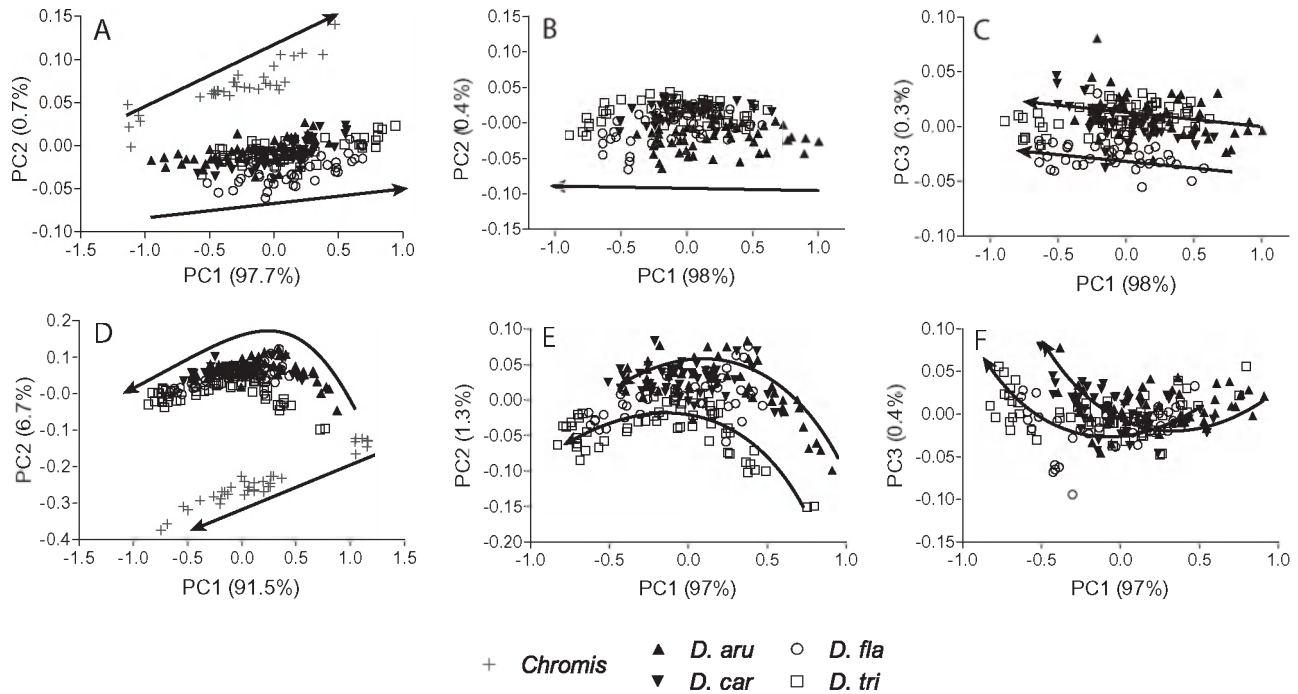 A
PC2 (0.7%)
0.15
0.10
0.05
0.00
-0.05
-0.10
-1.5 -1.0 -0.5 0.0 0.5 1.0
PC1 (97.7%)
B
PC2 (0.4%)
0.15
0.10
0.05
0.00
-0.05
-0.10
-0.15
-1.0 -0.5 0.0 0.5 1.0
PC1 (98%)
C
PC3 (0.3%)
0.10
0.05
0.00
-0.05
-0.10
-1.0 -0.5 0.0 0.5 1.0
PC1 (98%)
D
PC2 (6.7%)
0.2
0.1
-0.0
-0.1
-0.2
-0.3
-0.4
-1.0 -0.5 0.0 0.5 1.0 1.5
PC1 (91.5%)
E
PC2 (1.3%)
0.10
0.05
0.00
-0.05
-0.10
-0.15
-0.20
-1.0 -0.5 0.0 0.5 1.0
PC1 (97%)
F
PC3 (0.4%)
0.10
0.05
0.00
-0.05
-0.10
-0.15
-1.0 -0.5 0.0 0.5 1.0
PC1 (97%)
Chromis D. aru D. fla
D. car D. tri